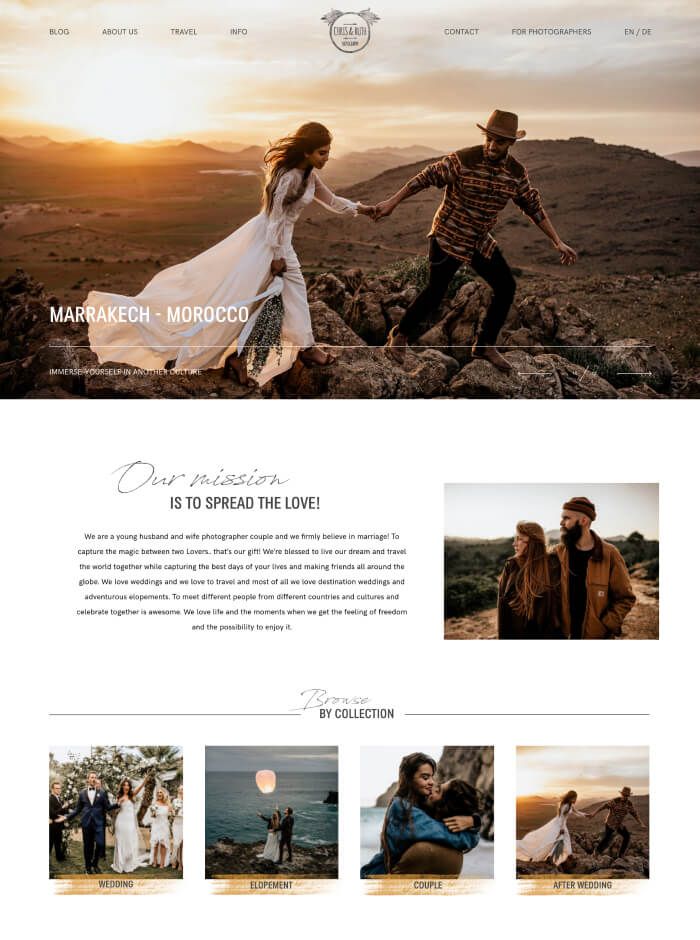 BLOG
ABOUT US
TRAVEL
INFO
CHRIS & RUTH
CONTACT
FOR PHOTOGRAPHERS
EN / DE
MARRAKECH - MOROCCO
IMMERSE YOURSELF IN ANOTHER CULTURE
Our mission
IS TO SPREAD THE LOVE!
We are a young husband and wife photographer couple and we firmly believe in marriage! To
capture the magic between two Lovers.. that's our gift! We're blessed to live our dream and travel
the world together while capturing the best days of your lives and making friends all around the
globe. We love weddings and we love to travel and most of all we love destination weddings and
adventurous elopements. To meet different people from different countries and cultures and
celebrate together is awesome. We love life and the moments when we get the feeling of freedom
and the possibility to enjoy it.
Browse
BY COLLECTION
WEDDING
ELOPEMENT
COUPLE
AFTER WEDDING